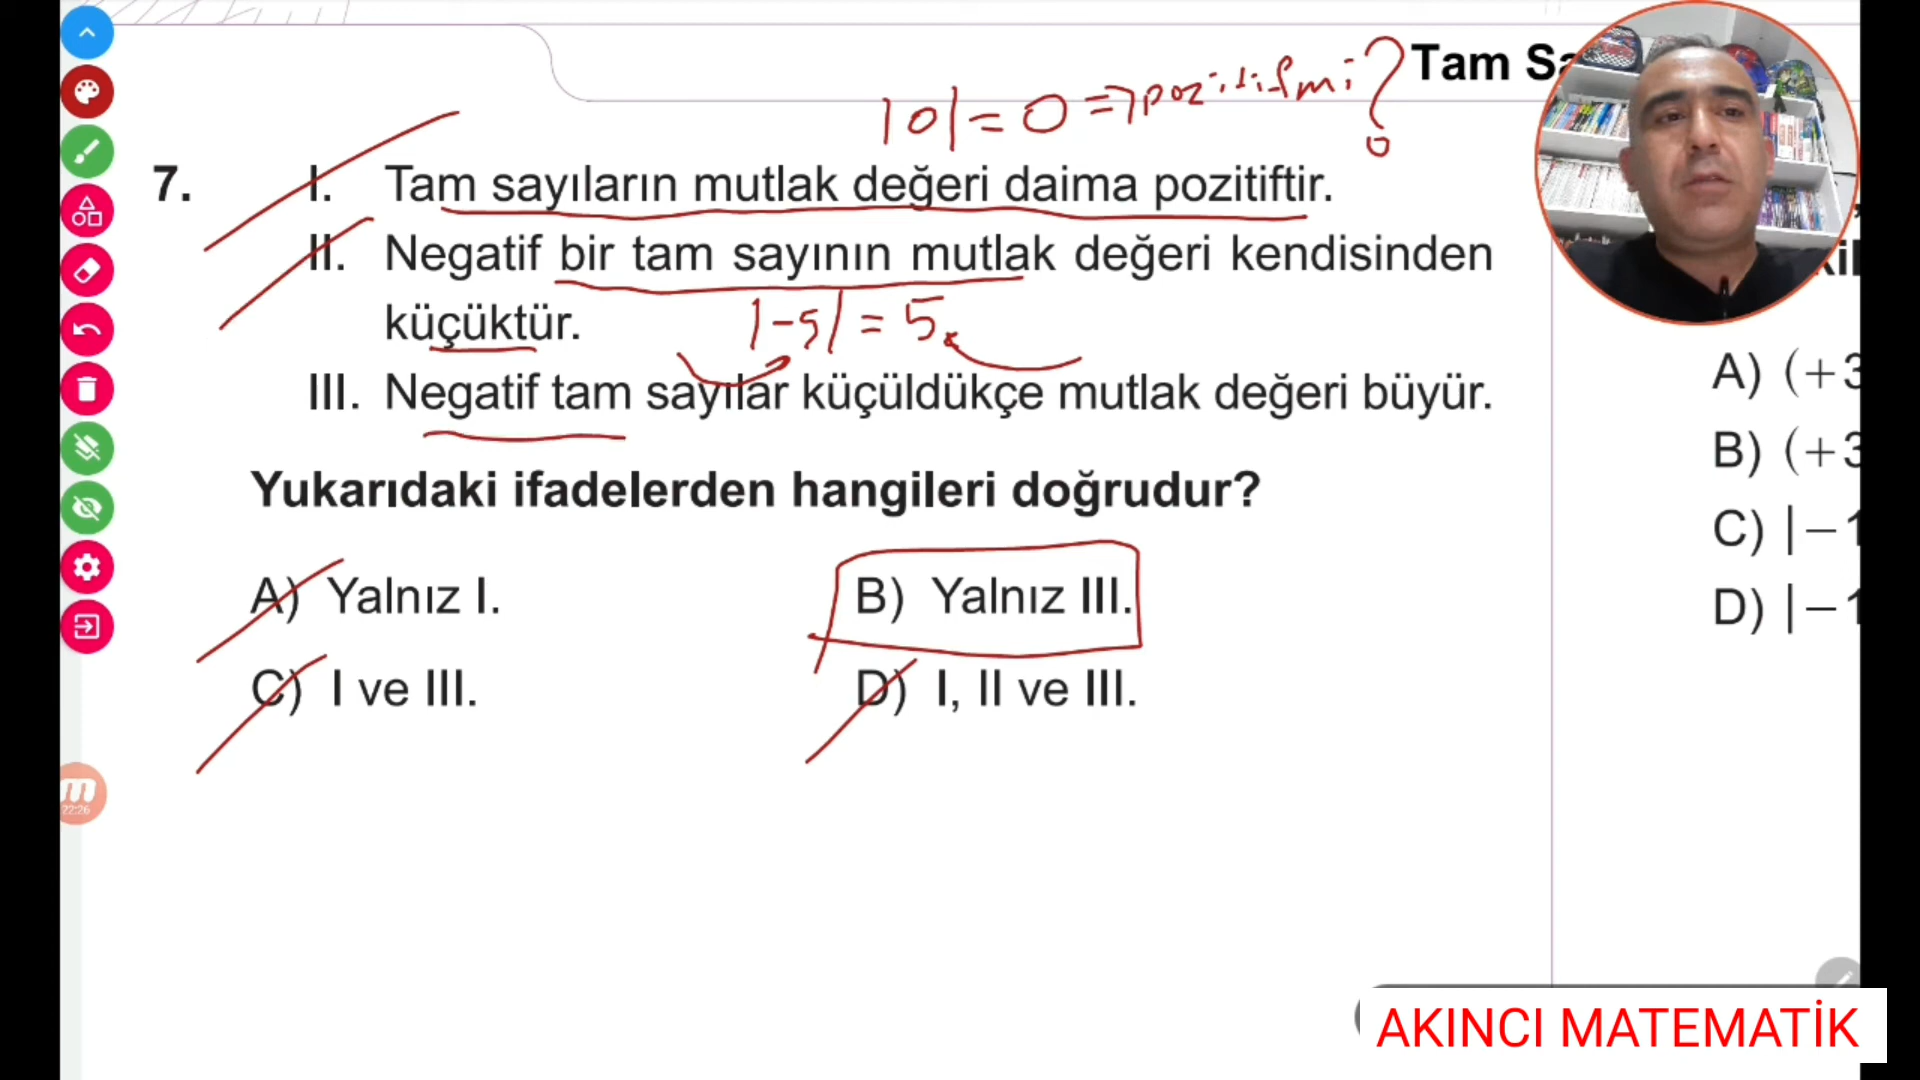 Tam Sa
|0| = 0 => pozitif mi ?
7. I. Tam sayıların mutlak değeri daima pozitiftir.
II. Negatif bir tam sayının mutlak değeri kendisinden
küçüktür.
|-5| = 5
III. Negatif tam sayılar küçüldükçe mutlak değeri büyür.
Yukarıdaki ifadelerden hangileri doğrudur?
A) Yalnız I.
B) Yalnız III.
C) I ve III.
D) I, II ve III.
A) (+3
B) (+3
C) |−1
D) |−1
m
22:26
AKINCI MATEMATİK